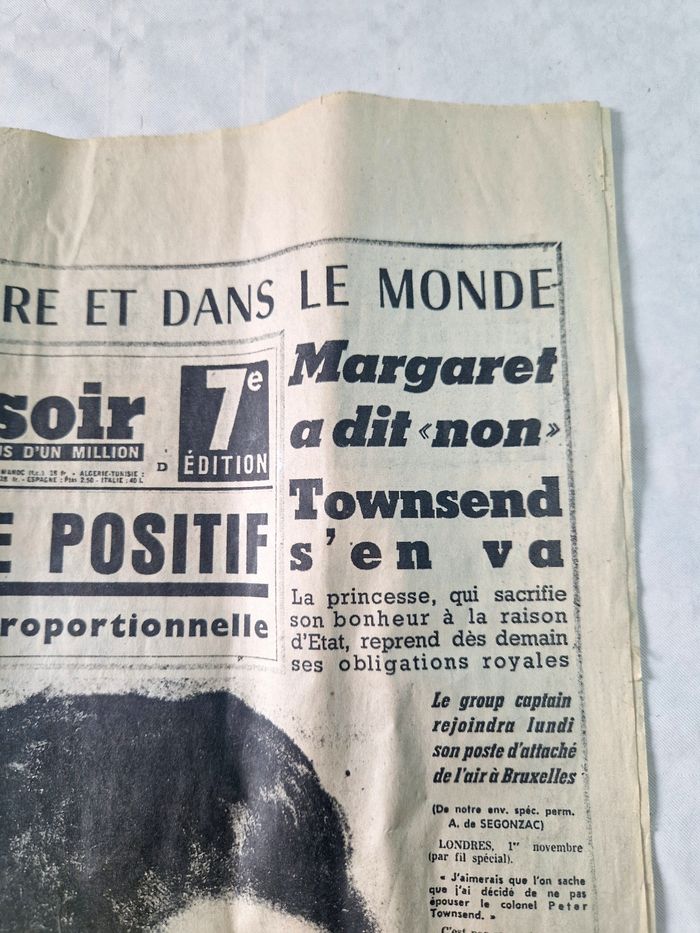 RE ET DANS LE MONDE
soir
S D'UN MILLION
D
7e
ÉDITION
E POSITIF
roportionnelle
Margaret
a dit «non»
Townsend
s'en va
La princesse, qui sacrifie
son bonheur à la raison
d'Etat, reprend dès demain
ses obligations royales
Le group captain
rejoindra lundi
son poste d'attaché
de l'air à Bruxelles
(De notre env. spéc. perm.
A. de SEGONZAC)
LONDRES, 1er novembre
(par fil spécial).
« J'aimerais que l'on sache
que j'ai décidé de ne pas
épouser le colonel Peter
Townsend. »